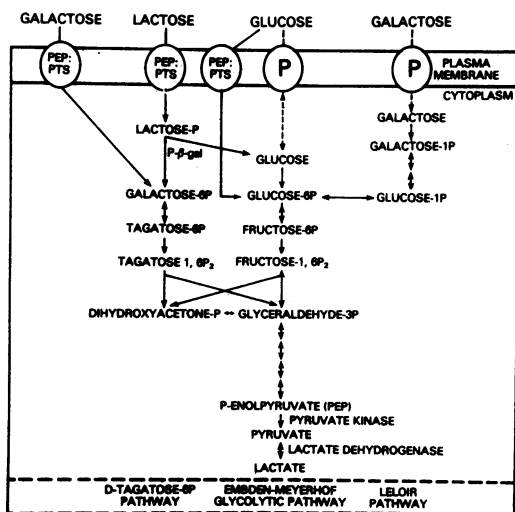 GALACTOSE LACTOSE GLUCOSE GALACTOSE
PEP: PTS PEP: PTS PEP: PTS P P
PLASMA
MEMBRANE
CYTOPLASM
GALACTOSE
LACTOSE-P
GALACTOSE-1P
P-β-gal
GLUCOSE
GALACTOSE-6P GLUCOSE-6P GLUCOSE-1P
TAGATOSE-6P FRUCTOSE-6P
TAGATOSE 1, 6P₂ FRUCTOSE-1, 6P₂
DIHYDROXYACETONE-P GLYCERALDEHYDE-3P
P-ENOLPYRUVATE (PEP)
PYRUVATE KINASE
PYRUVATE
LACTATE DEHYDROGENASE
LACTATE
D-TAGATOSE-6P EMBDEN-MEYERHOF LELOIR
PATHWAY GLYCOLYTIC PATHWAY PATHWAY